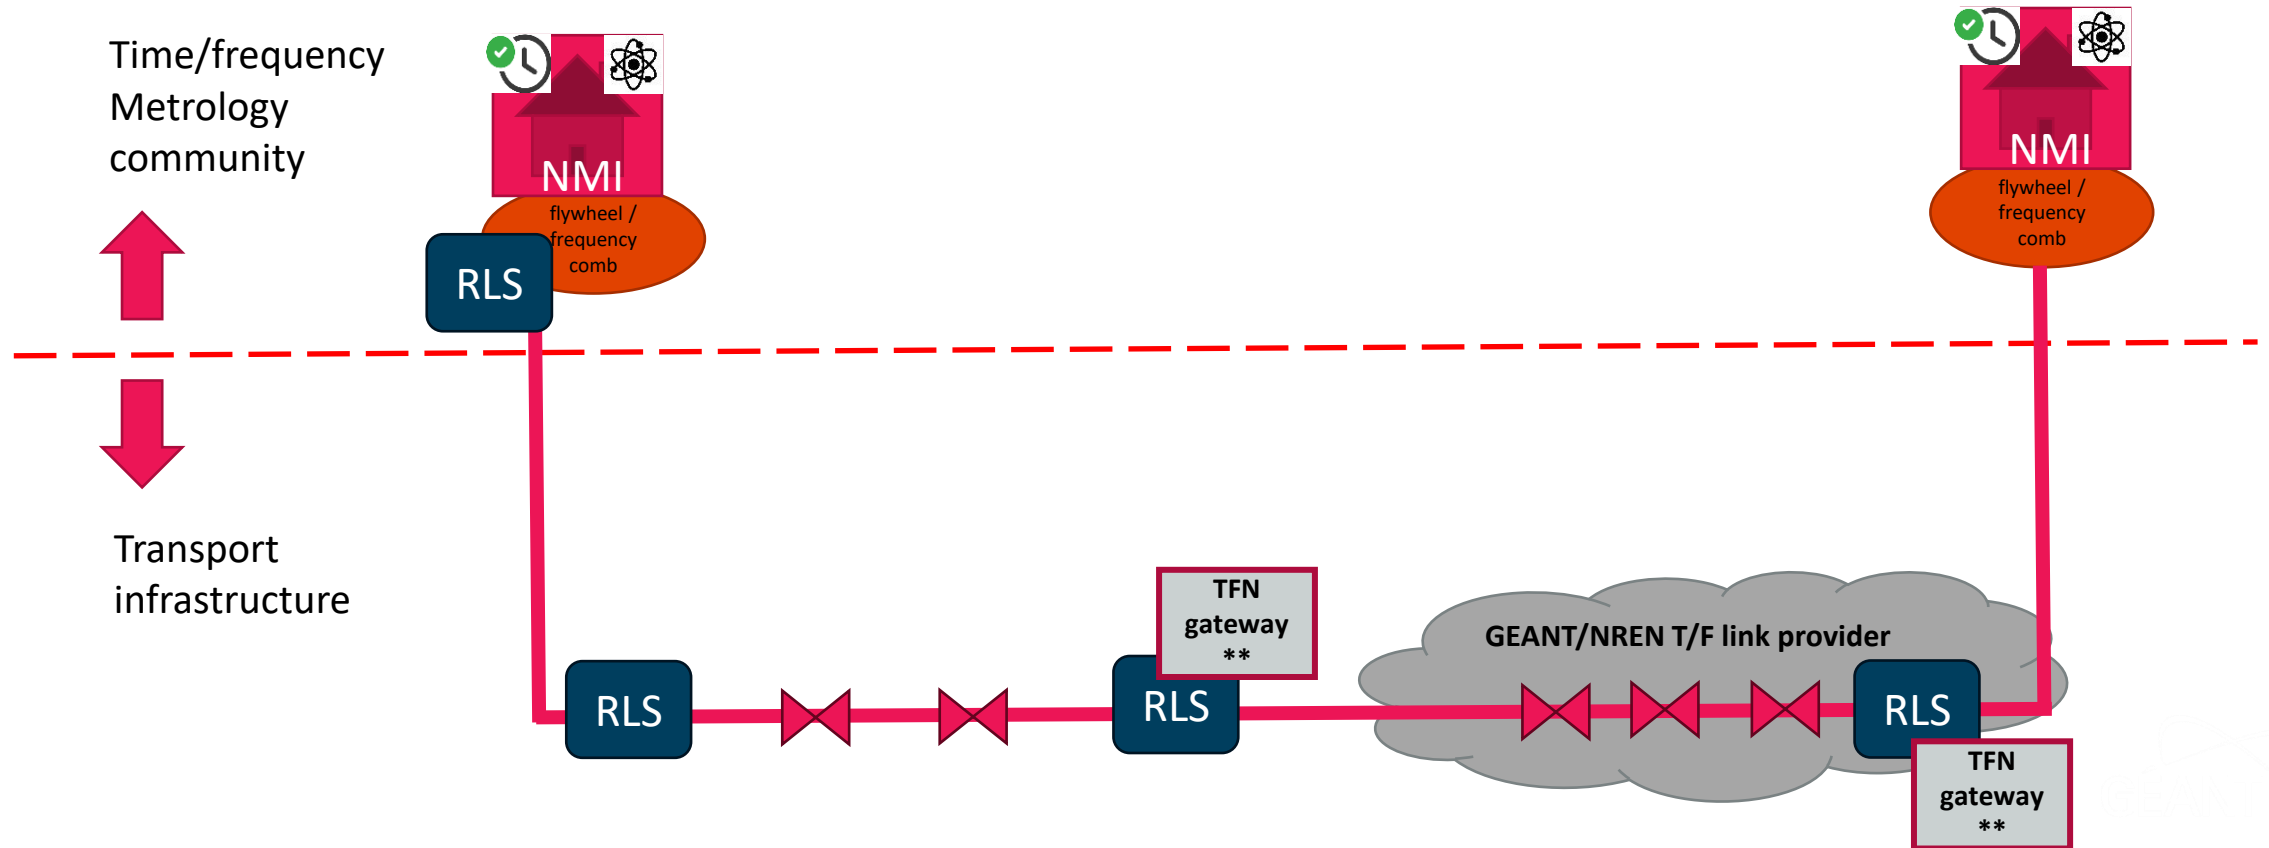 Time/frequency
Metrology
community
NMI
flywheel /
frequency
comb
RLS
NMI
flywheel /
frequency
comb
Transport
infrastructure
RLS
TFN
gateway
**
RLS
GEANT/NREN T/F link provider
RLS
TFN
gateway
**